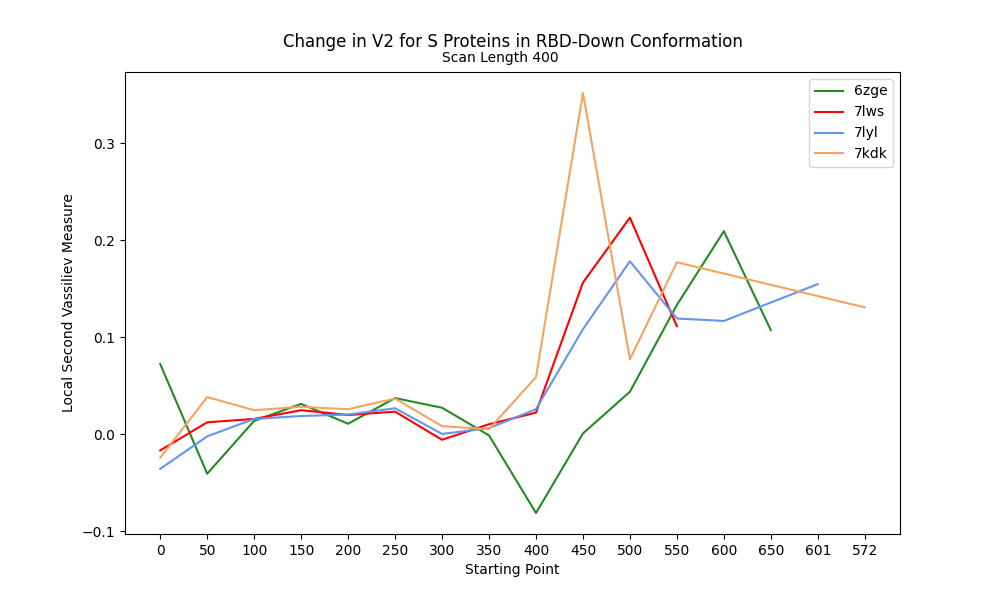 Change in V2 for S Proteins in RBD-Down Conformation
Scan Length 400
6zge
7lws
7lyl
7kdk
Local Second Vassiliev Measure
0.3
0.2
0.1
0.0
−0.1
0 50 100 150 200 250 300 350 400 450 500 550 600 650 601 572
Starting Point